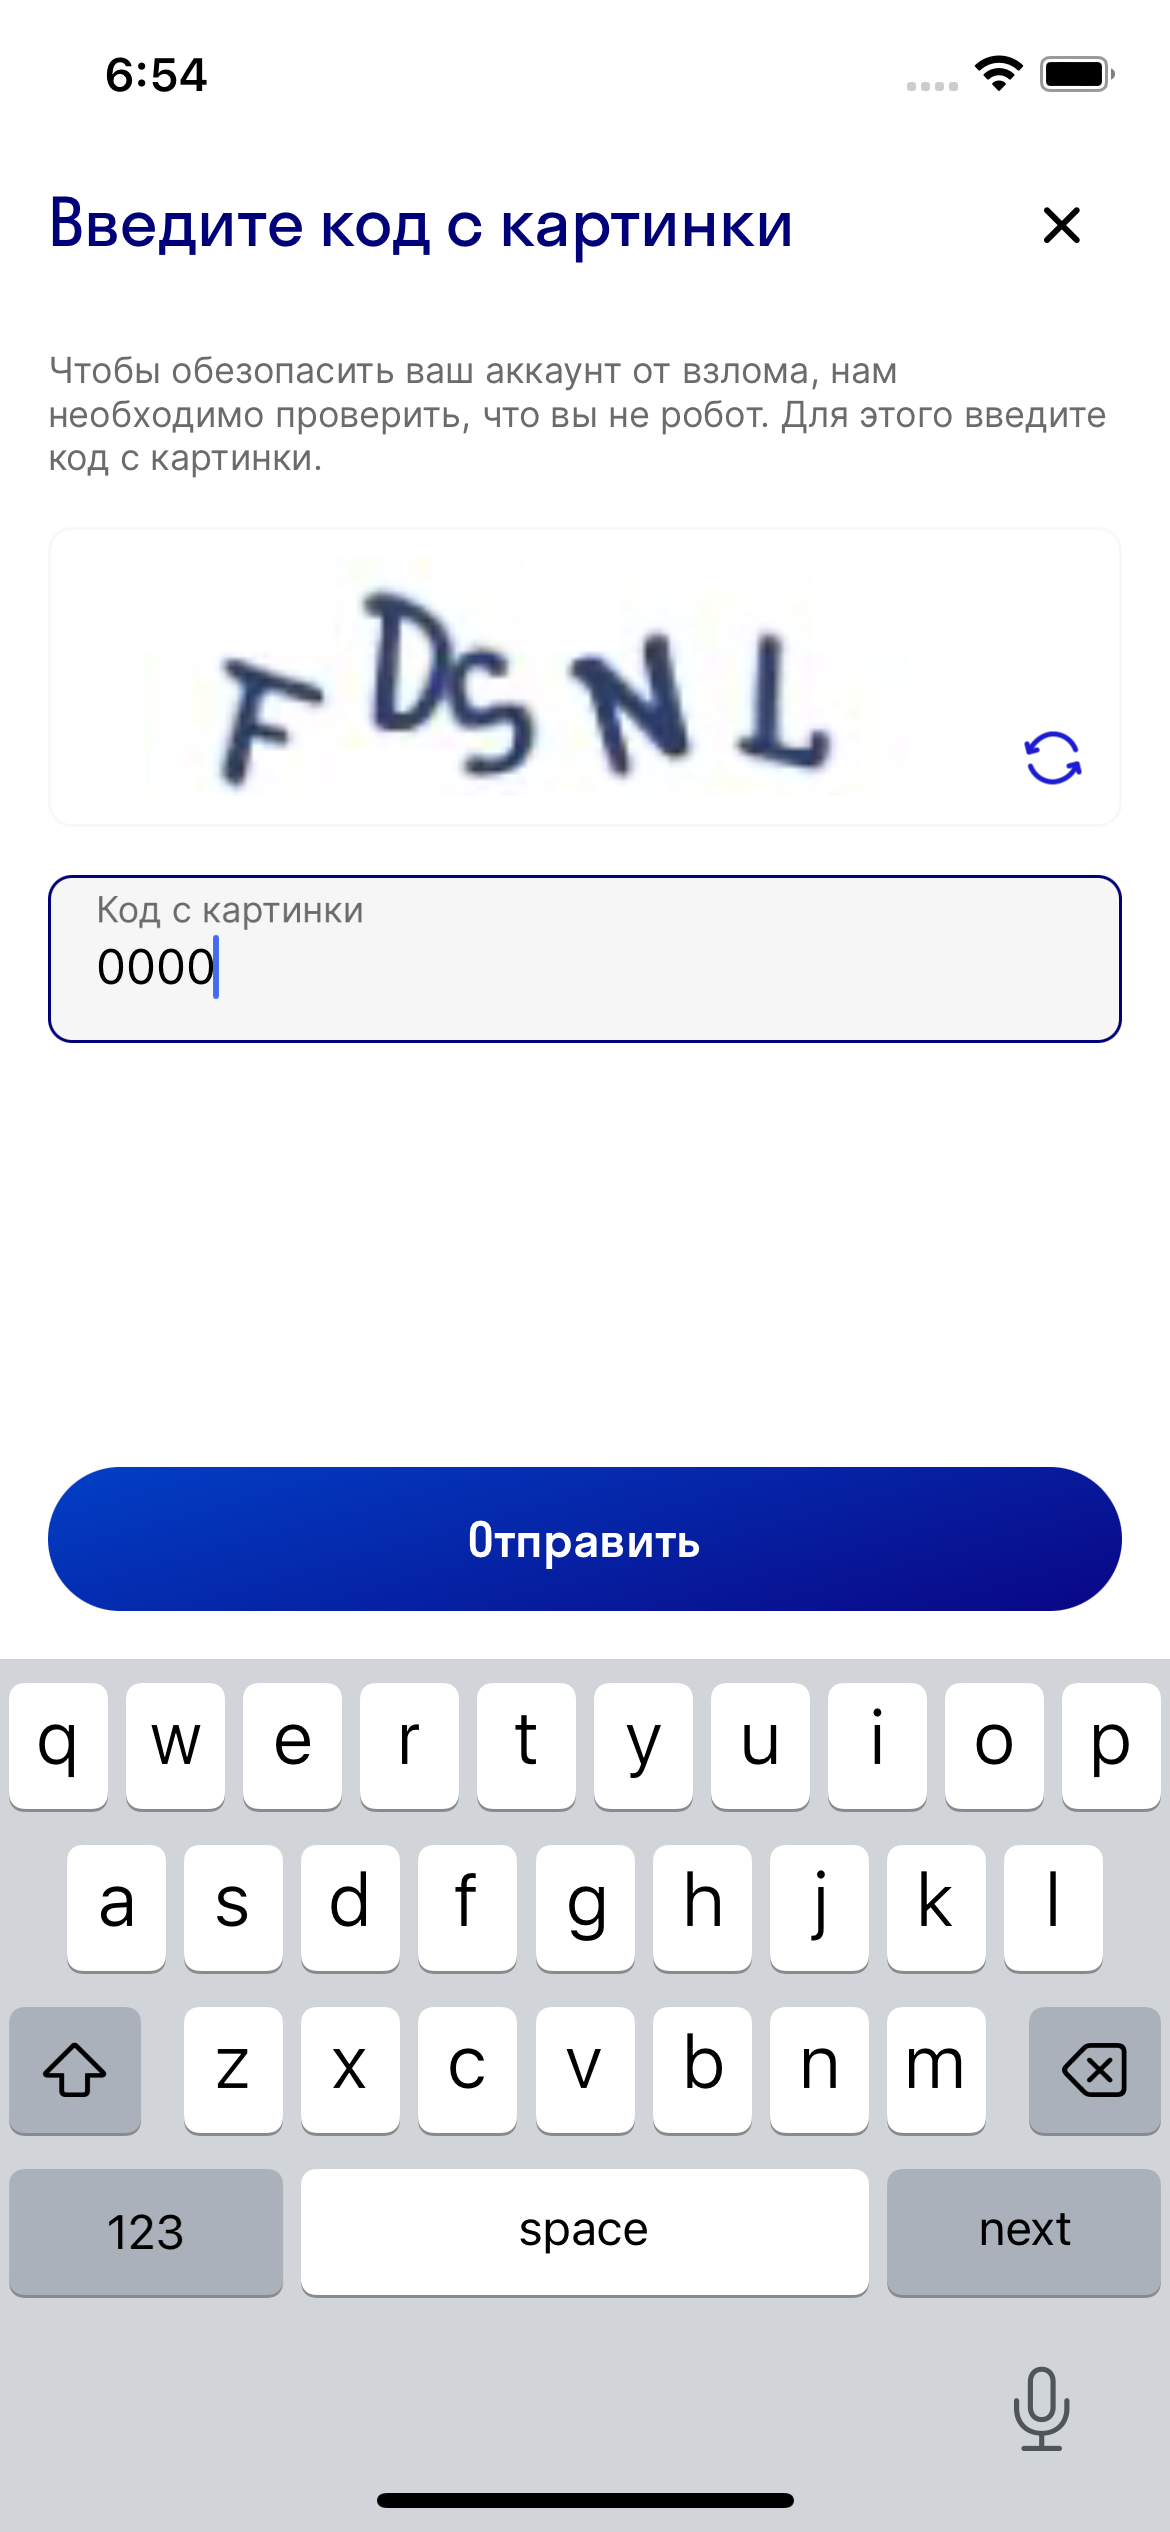 6:54
Введите код с картинки
Чтобы обезопасить ваш аккаунт от взлома, нам
необходимо проверить, что вы не робот. Для этого введите
код с картинки.
FDSNL
Код с картинки
0000
Отправить
q w e r t y u i o p
a s d f g h j k l
z x c v b n m
123 space next